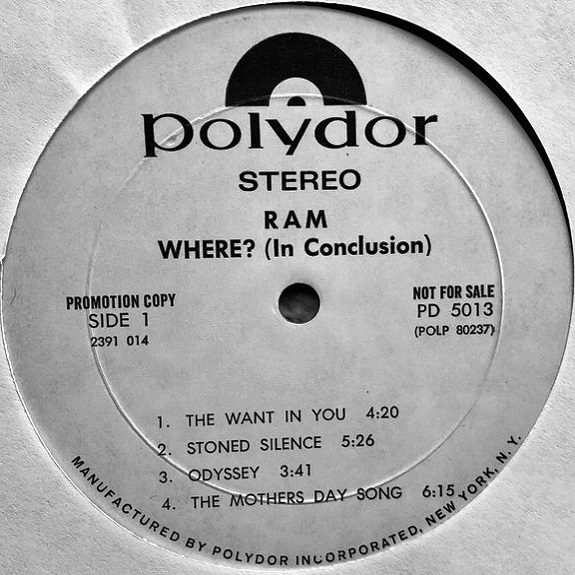 polydor
STEREO
RAM
WHERE? (In Conclusion)
PROMOTION COPY
SIDE 1
2391 014
NOT FOR SALE
PD 5013
(POLP 80237)
1. THE WANT IN YOU 4:20
2. STONED SILENCE 5:26
3. ODYSSEY 3:41
4. THE MOTHERS DAY SONG 6:15
MANUFACTURED BY POLYDOR INCORPORATED, NEW YORK, N.Y.